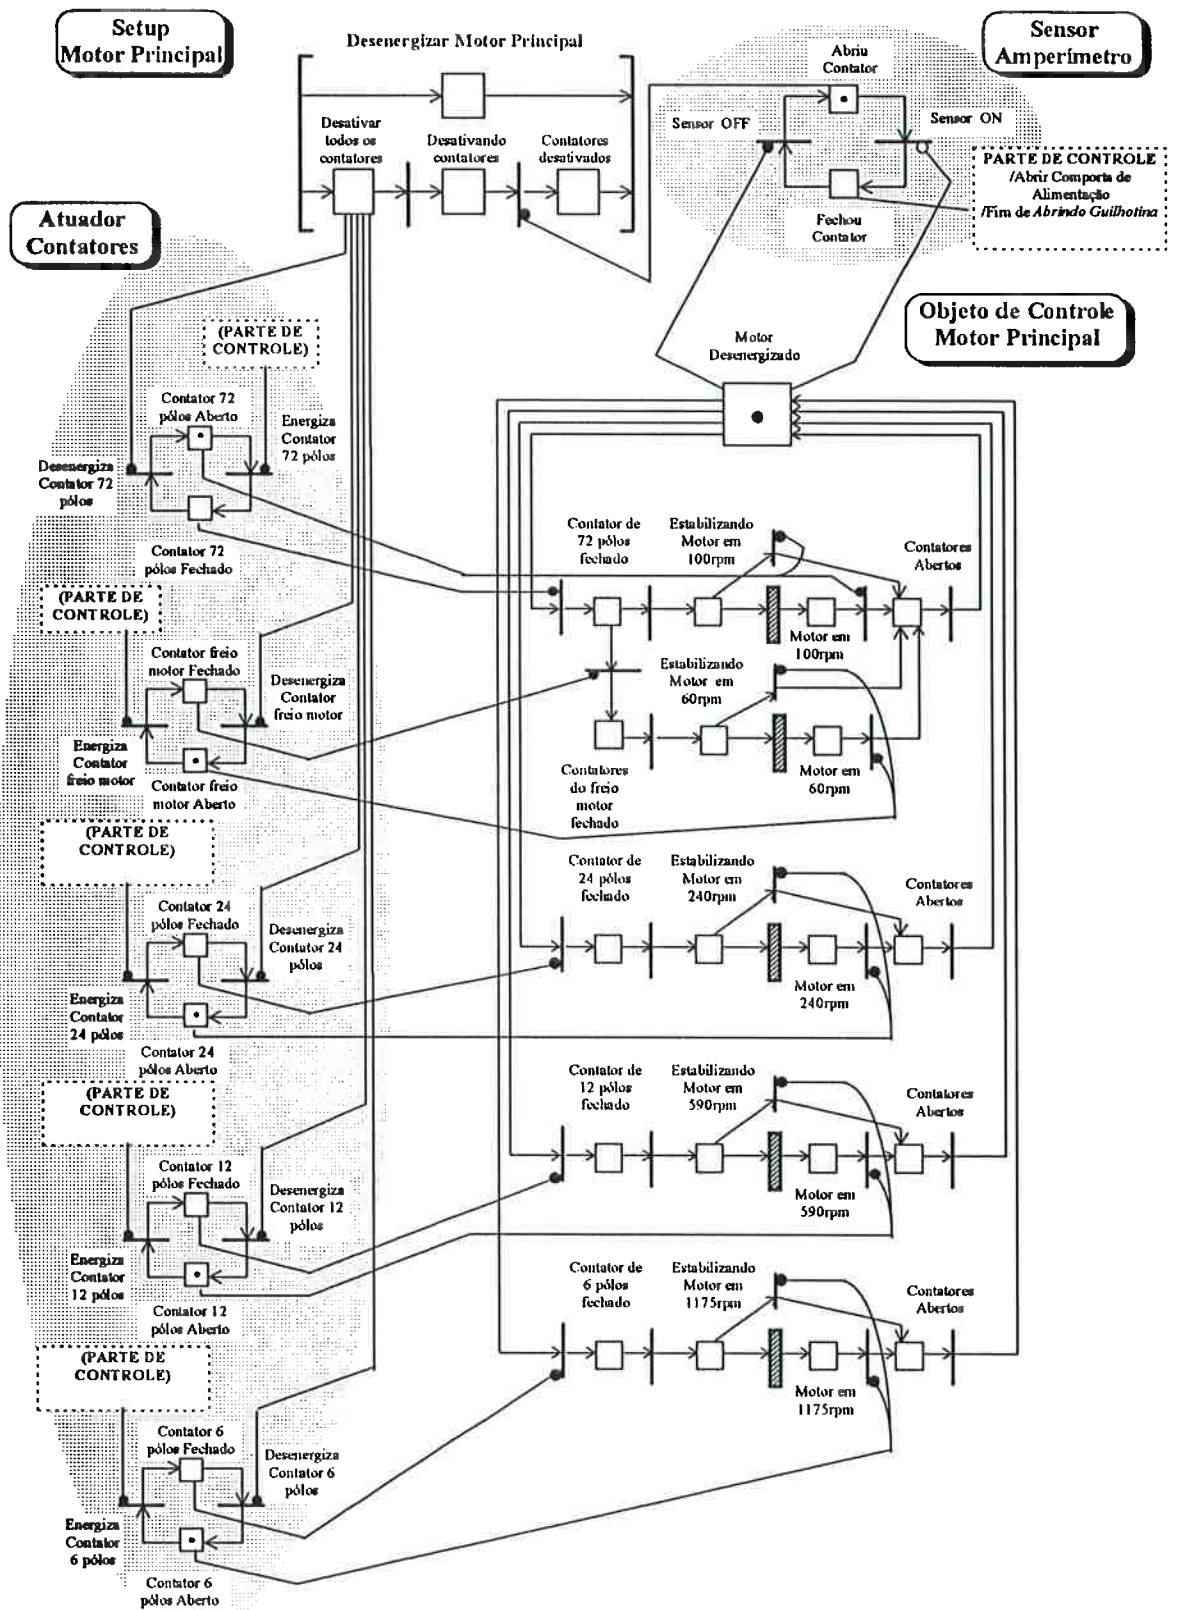 Setup
Motor Principal
Desenergizar Motor Principal
Desativar
todos os
contatores
Desativando
contatores
Contatores
desativados
Abriu
Contator
Sensor
Amperímetro
Sensor OFF
Sensor ON
PARTE DE CONTROLE
/Abrir Comporta de
Alimentação
/Fim de Abrindo Guilhotina
Fechou
Contator
Atuador
Contatores
Objeto de Controle
Motor Principal
Motor
Desenergizado
(PARTE DE
CONTROLE)
Contator 72
pólos Aberto
Energiza
Contator
72 pólos
Desenergiza
Contator 72
pólos
Contator 72
pólos Fechado
Contator de
72 pólos
fechado
Estabilizando
Motor em
100rpm
Contatores
Abertos
Motor em
100rpm
(PARTE DE
CONTROLE)
Contator freio
motor Fechado
Desenergiza
Contator
freio motor
Energiza
Contator
freio motor
Contator freio
motor Aberto
Estabilizando
Motor em
60rpm
Contatores
do freio
motor
fechado
Motor em
60rpm
(PARTE DE
CONTROLE)
Contator 24
pólos Fechado
Desenergiza
Contator 24
pólos
Energiza
Contator
24 pólos
Contator 24
pólos Aberto
Contator de
24 pólos
fechado
Estabilizando
Motor em
240rpm
Contatores
Abertos
Motor em
240rpm
(PARTE DE
CONTROLE)
Contator 12
pólos Fechado
Desenergiza
Contator 12
pólos
Energiza
Contator
12 pólos
Contator 12
pólos Aberto
Contator de
12 pólos
fechado
Estabilizando
Motor em
590rpm
Contatores
Abertos
Motor em
590rpm
(PARTE DE
CONTROLE)
Contator 6
pólos Fechado
Desenergiza
Contator 6
pólos
Energiza
Contator
6 pólos
Contator 6
pólos Aberto
Contator de
6 pólos
fechado
Estabilizando
Motor em
1175rpm
Contatores
Abertos
Motor em
1175rpm